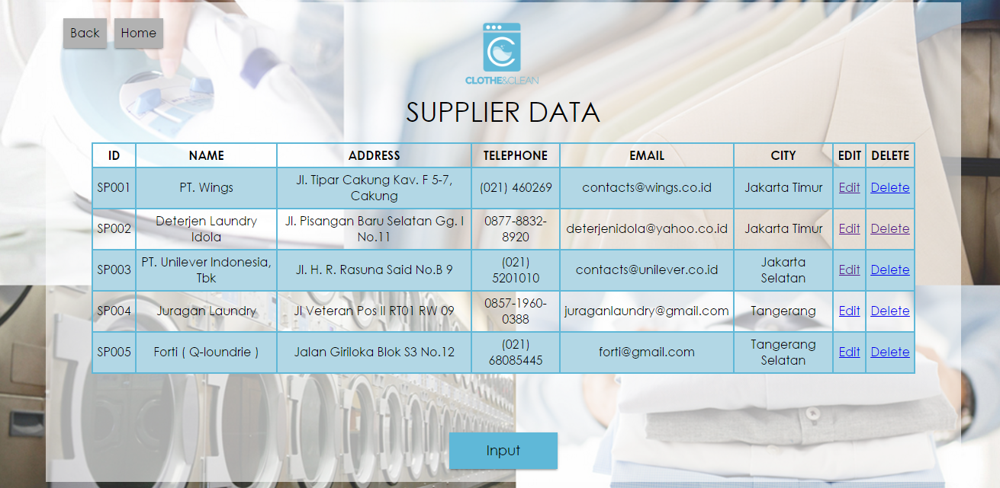 Back Home
CLOTHE&CLEAN
SUPPLIER DATA
ID NAME ADDRESS TELEPHONE EMAIL CITY EDIT DELETE
SP001 PT. Wings Jl. Tipar Cakung Kav. F 5-7, Cakung (021) 460269 contacts@wings.co.id Jakarta Timur Edit Delete
SP002 Deterjen Laundry Idola Jl. Pisangan Baru Selatan Gg. I No.11 0877-8832-8920 deterjenidola@yahoo.co.id Jakarta Timur Edit Delete
SP003 PT. Unilever Indonesia, Tbk Jl. H. R. Rasuna Said No.B 9 (021) 5201010 contacts@unilever.co.id Jakarta Selatan Edit Delete
SP004 Juragan Laundry Jl Veteran Pos II RT01 RW 09 0857-1960-0388 juraganlaundry@gmail.com Tangerang Edit Delete
SP005 Forti ( Q-loundrie ) Jalan Giriloka Blok S3 No.12 (021) 68085445 forti@gmail.com Tangerang Selatan Edit Delete
Input